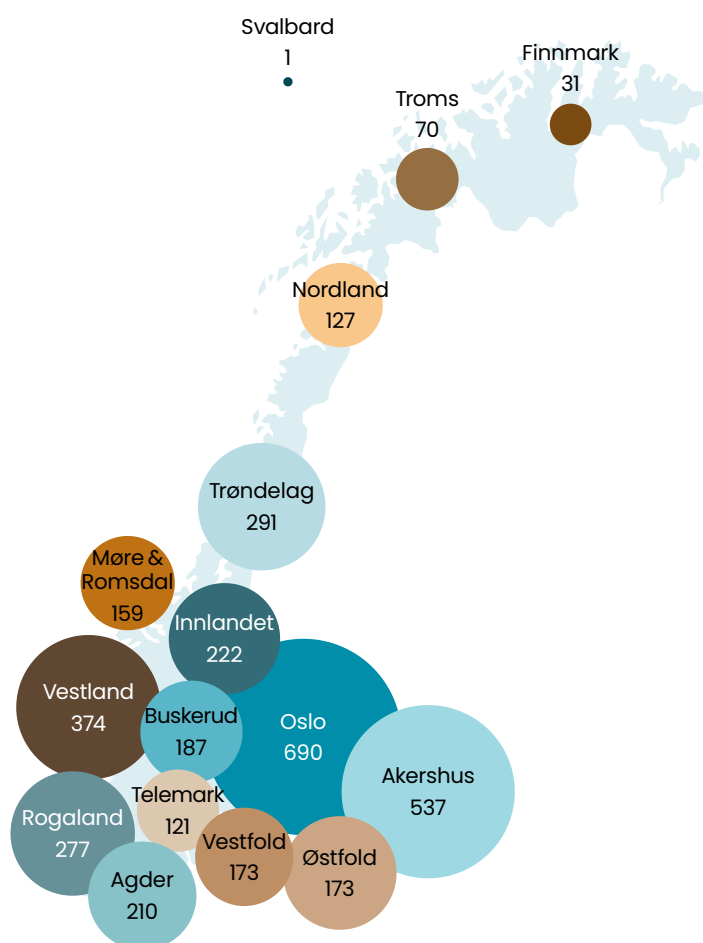 Svalbard
1
Finnmark
31
Troms
70
Nordland
127
Trøndelag
291
Møre &
Romsdal
159
Innlandet
222
Vestland
374
Buskerud
187
Oslo
690
Akershus
537
Telemark
121
Rogaland
277
Vestfold
173
Østfold
173
Agder
210